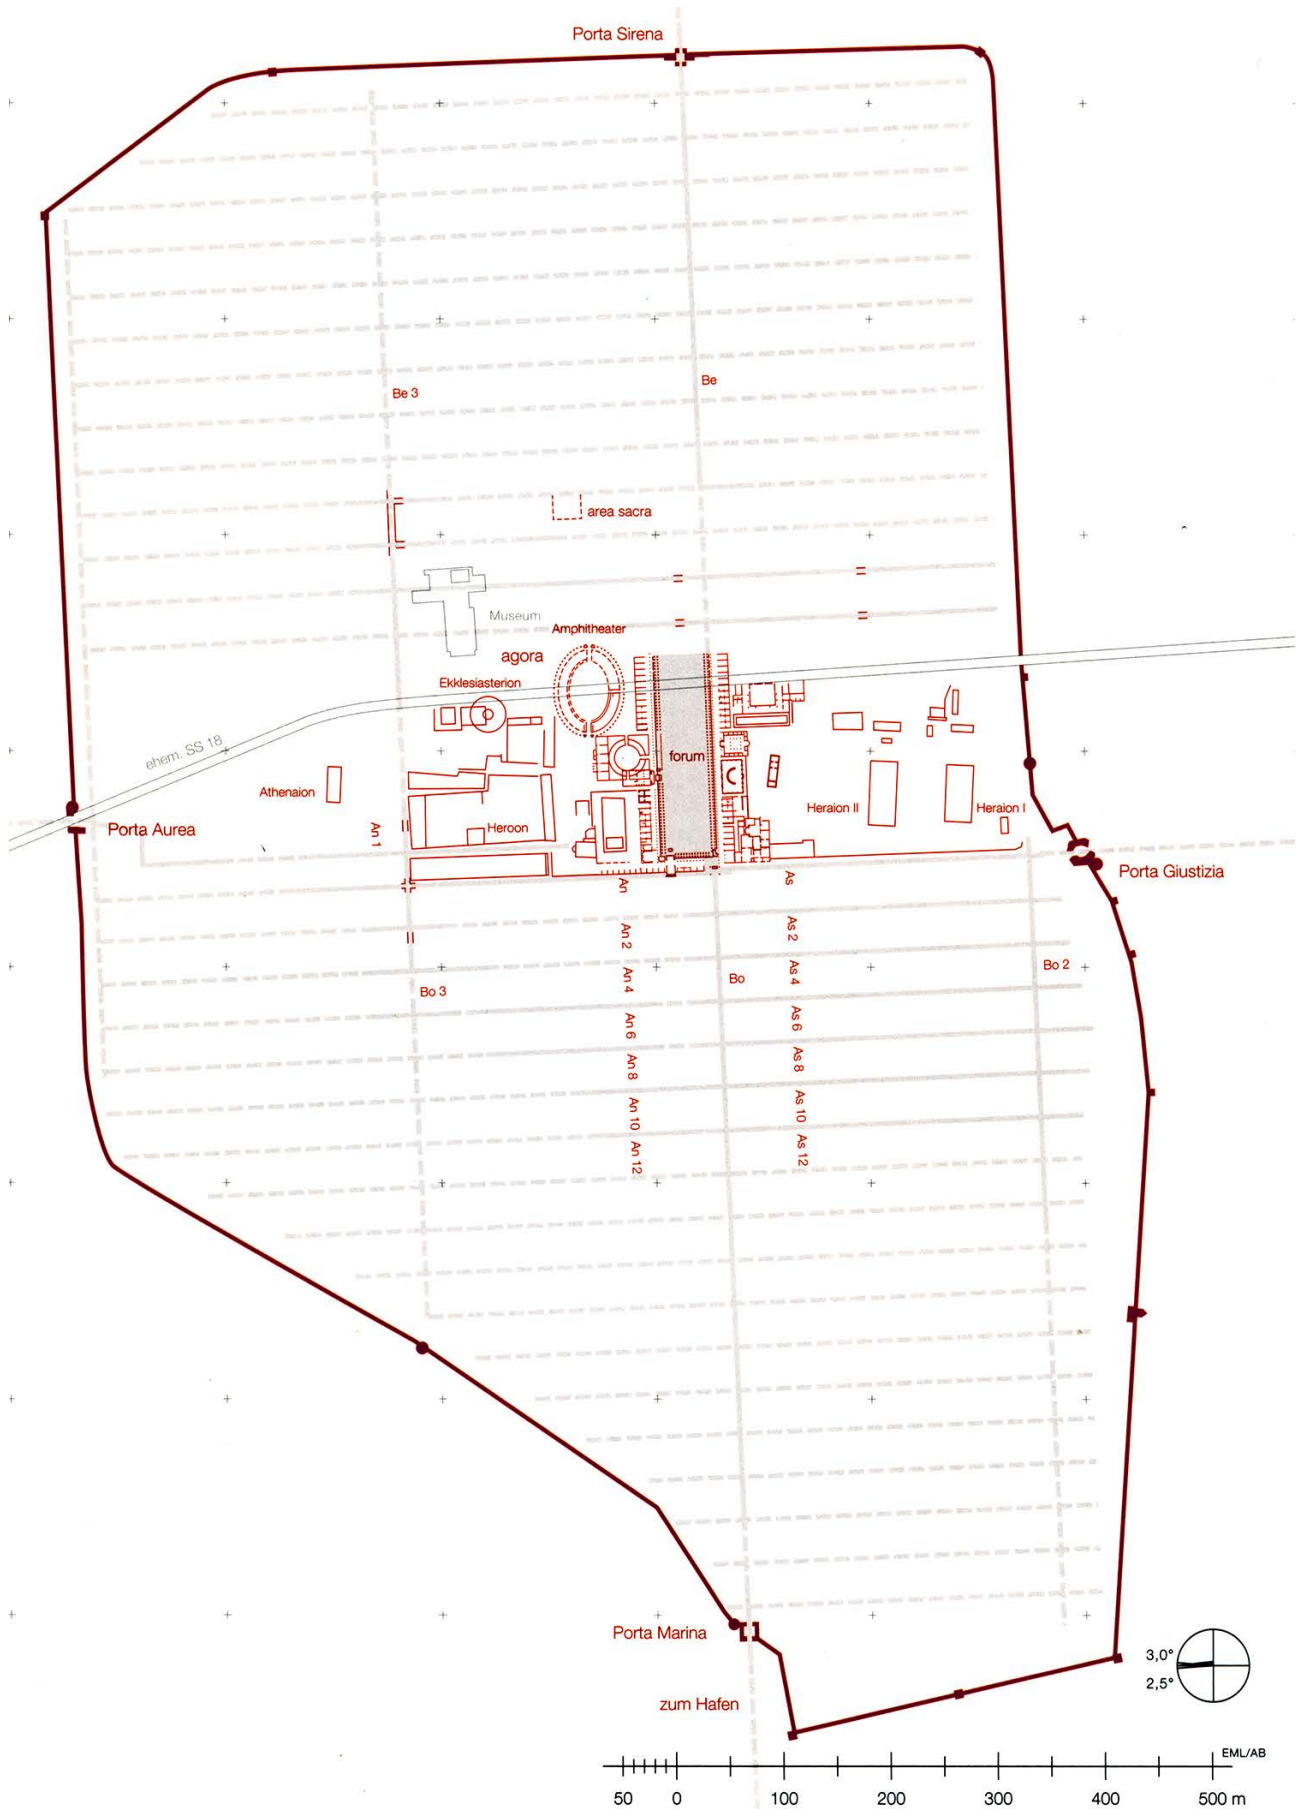 Porta Sirena
Be 3
Be
area sacra
Museum
Amphitheater
agora
Ekklesiasterion
ehem. SS 18
forum
Athenaion
Heraion II
Heraion I
Porta Aurea
An 1
Heroon
Porta Giustizia
An
As
An 2
As 2
Bo 3
An 4
Bo
As 4
Bo 2
An 6
As 6
An 8
As 8
An 10
As 10
An 12
As 12
Porta Marina
3,0°
2,5°
zum Hafen
EML/AB
50 0 100 200 300 400 500 m